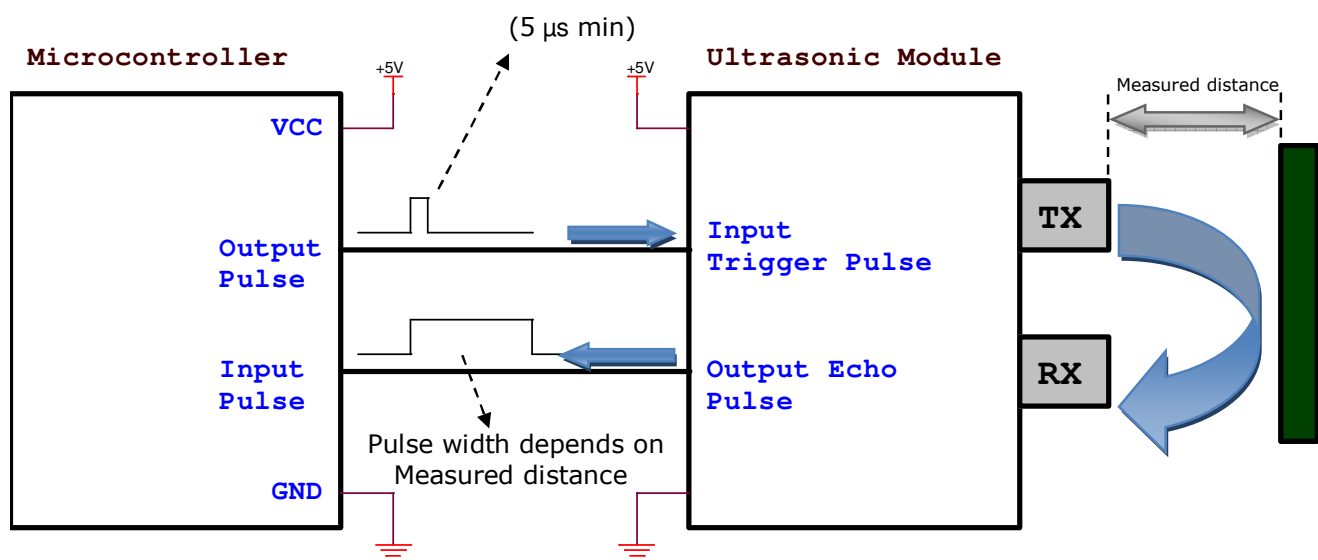 (5 µs min)
Microcontroller
Ultrasonic Module
+5V
+5V
Measured distance
VCC
TX
Output
Pulse
Input
Trigger Pulse
Input
Pulse
Output Echo
Pulse
RX
Pulse width depends on
Measured distance
GND